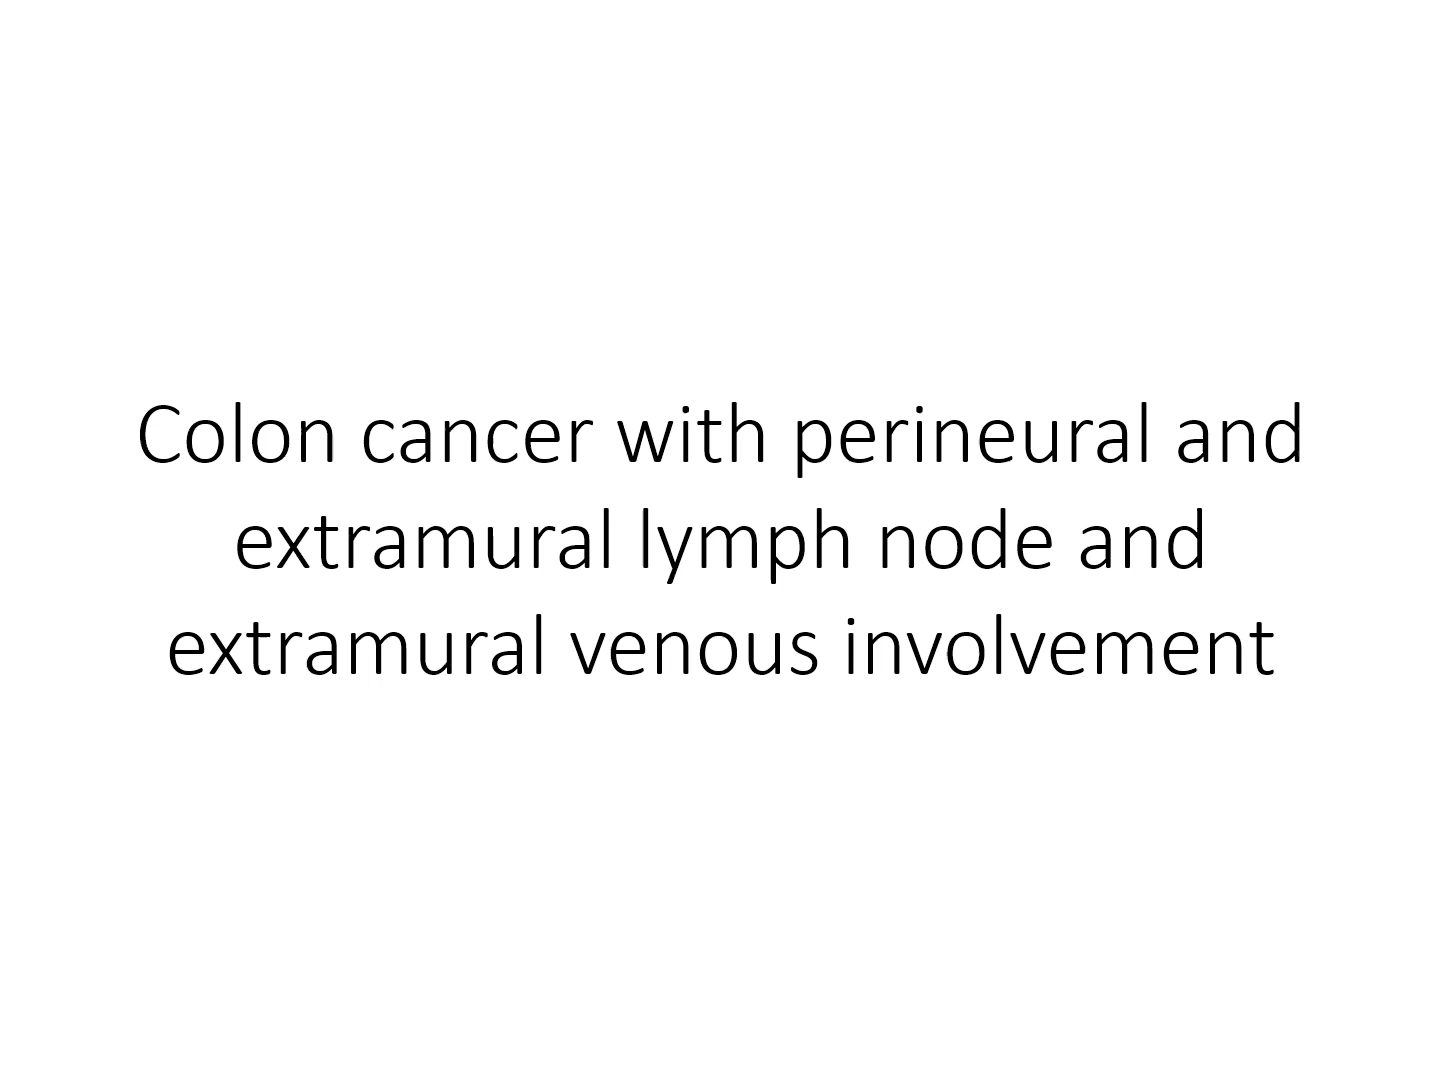 Colon cancer with perineural and
extramural lymph node and
extramural venous involvement